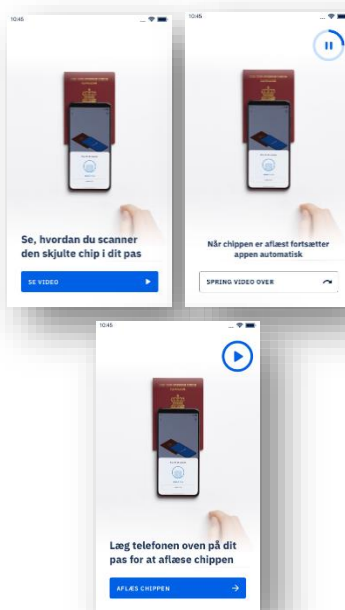 10:45
Se, hvordan du scanner
den skjulte chip i dit pas
SE VIDEO
10:45
Når chippen er aflæst fortsætter
appen automatisk
SPRING VIDEO OVER
10:45
Læg telefonen oven på dit
pas for at aflæse chippen
AFLÆS CHIPPEN